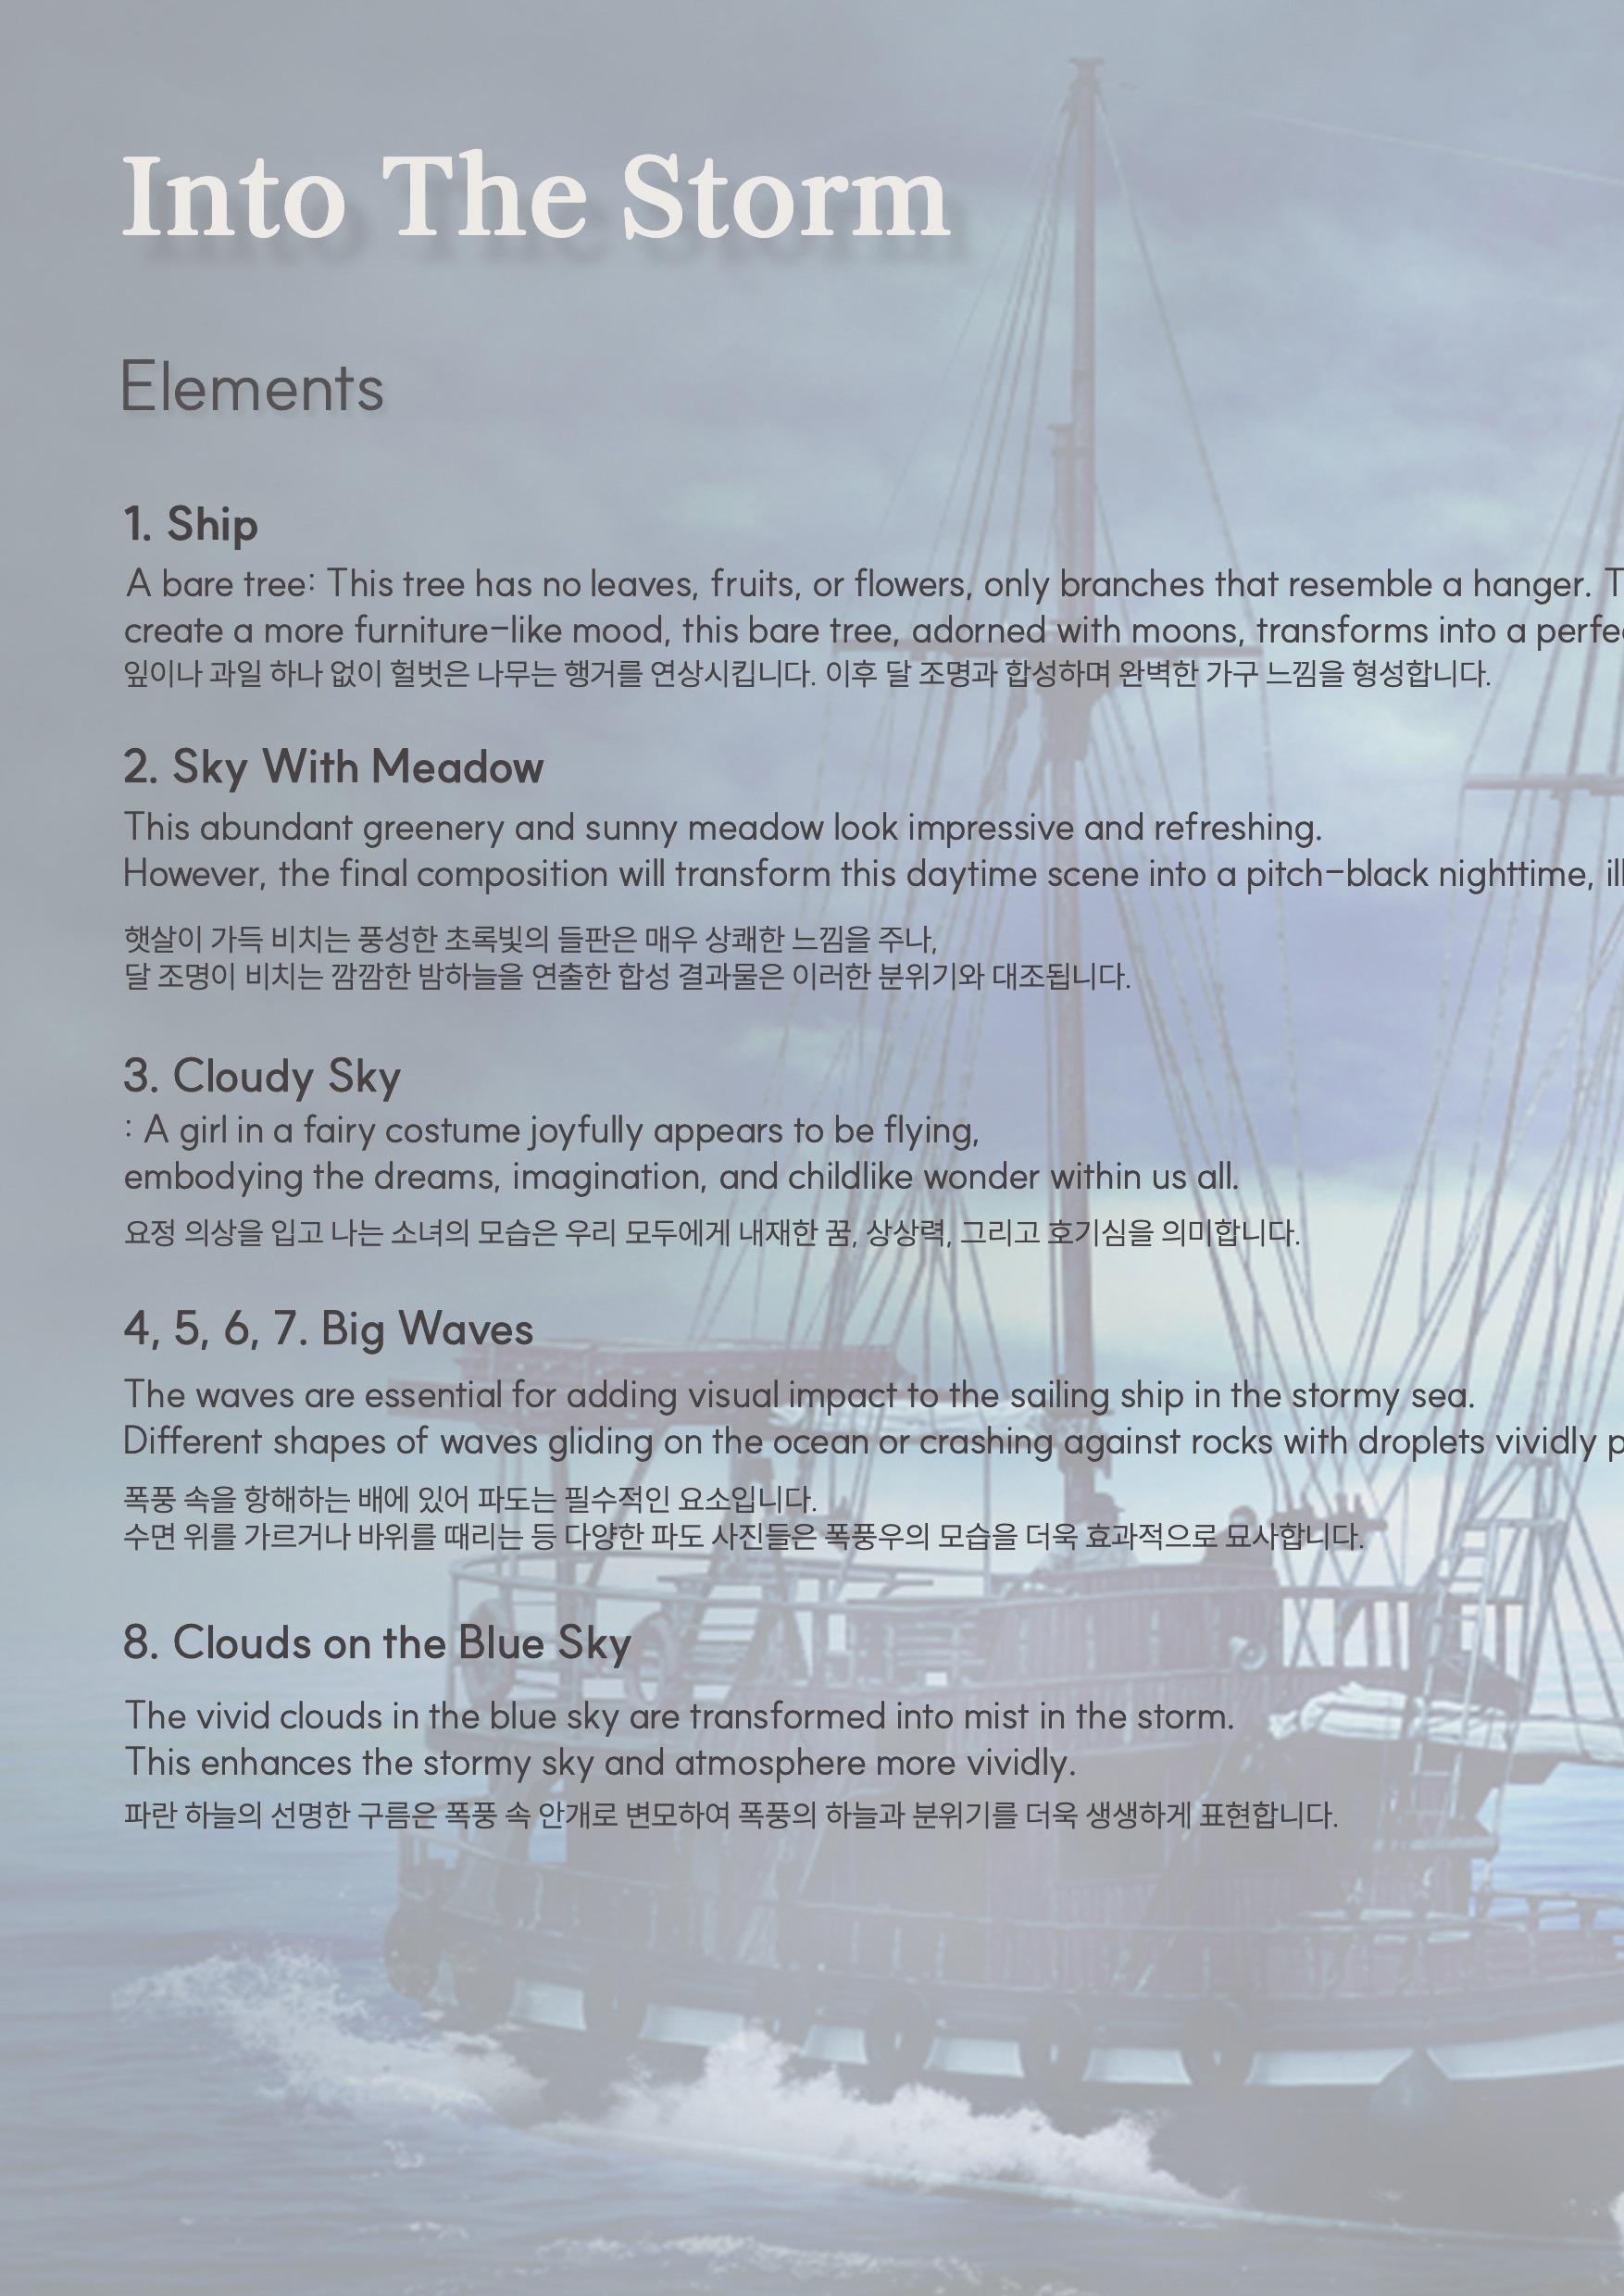 Into The Storm
Elements
1. Ship
A bare tree: This tree has no leaves, fruits, or flowers, only branches that resemble a hanger.
create a more furniture-like mood, this bare tree, adorned with moons, transforms into a
잎이나 과일 하나 없이 헐벗은 나무는 행거를 연상시킵니다. 이후 달 조명과 합성하며 완벽한 가구 느낌을 형성합니다.
2. Sky With Meadow
This abundant greenery and sunny meadow look impressive and refreshing.
However, the final composition will transform this daytime scene into a pitch-black nighttime,
햇살이 가득 비치는 풍성한 초록빛의 들판은 매우 상쾌한 느낌을 주나,
달 조명이 비치는 깜깜한 밤하늘을 연출한 합성 결과물은 이러한 분위기와 대조됩니다.
3. Cloudy Sky
: A girl in a fairy costume joyfully appears to be flying,
embodying the dreams, imagination, and childlike wonder within us all.
요정 의상을 입고 나는 소녀의 모습은 우리 모두에게 내재한 꿈, 상상력, 그리고 호기심을 의미합니다.
4, 5, 6, 7. Big Waves
The waves are essential for adding visual impact to the sailing ship in the stormy sea.
Different shapes of waves gliding on the ocean or crashing against rocks with droplets vividly
폭풍 속을 항해하는 배에 있어 파도는 필수적인 요소입니다.
수면 위를 가르거나 바위를 때리는 등 다양한 파도 사진들은 폭풍우의 모습을 더욱 효과적으로 묘사합니다.
8. Clouds on the Blue Sky
The vivid clouds in the blue sky are transformed into mist in the storm.
This enhances the stormy sky and atmosphere more vividly.
파란 하늘의 선명한 구름은 폭풍 속 안개로 변모하여 폭풍의 하늘과 분위기를 더욱 생생하게 표현합니다.